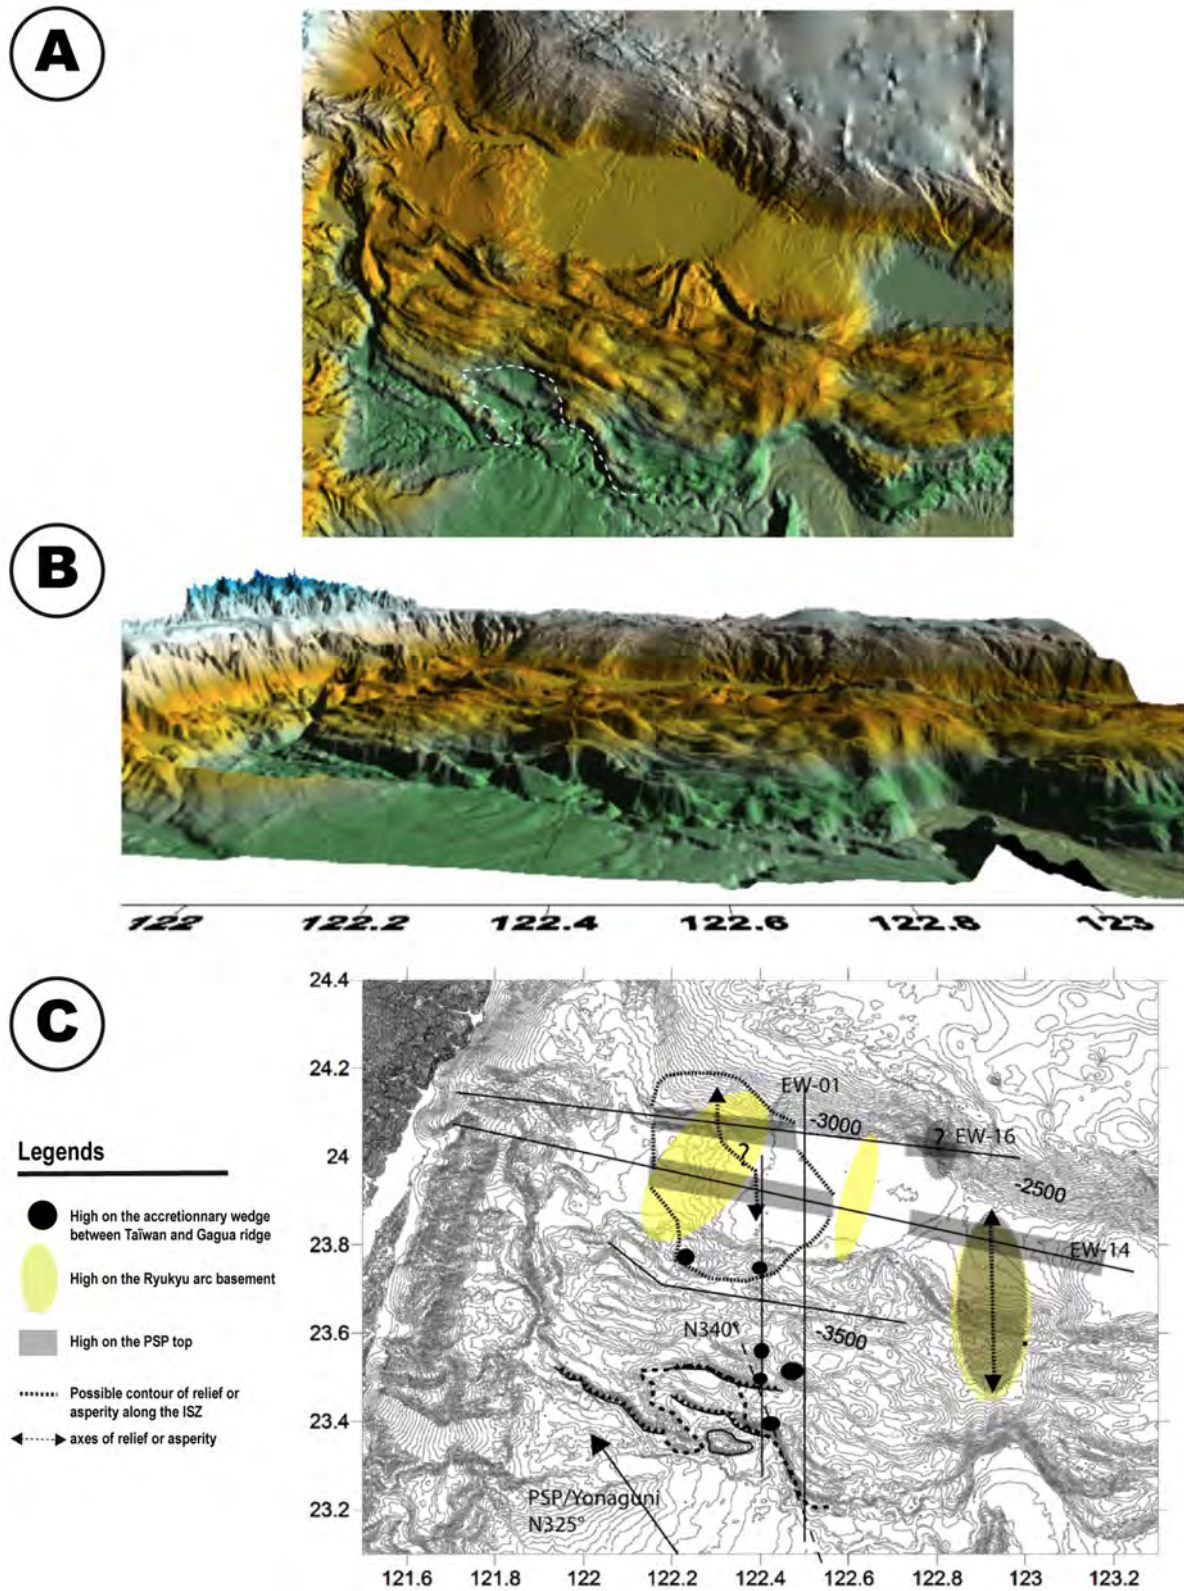 A
B
122 122.2 122.4 122.6 122.8 123
C
24.4
24.2
24
23.8
23.6
23.4
23.2
121.6 121.8 122 122.2 122.4 122.6 122.8 123 123.2
EW-01
-3000
?
EW-16
?
-2500
EW-14
N340°
-3500
PSP/Yonaguni
N325°
Legends
High on the accretionnary wedge
between Taïwan and Gagua ridge
High on the Ryukyu arc basement
High on the PSP top
Possible contour of relief or
asperity along the ISZ
axes of relief or asperity